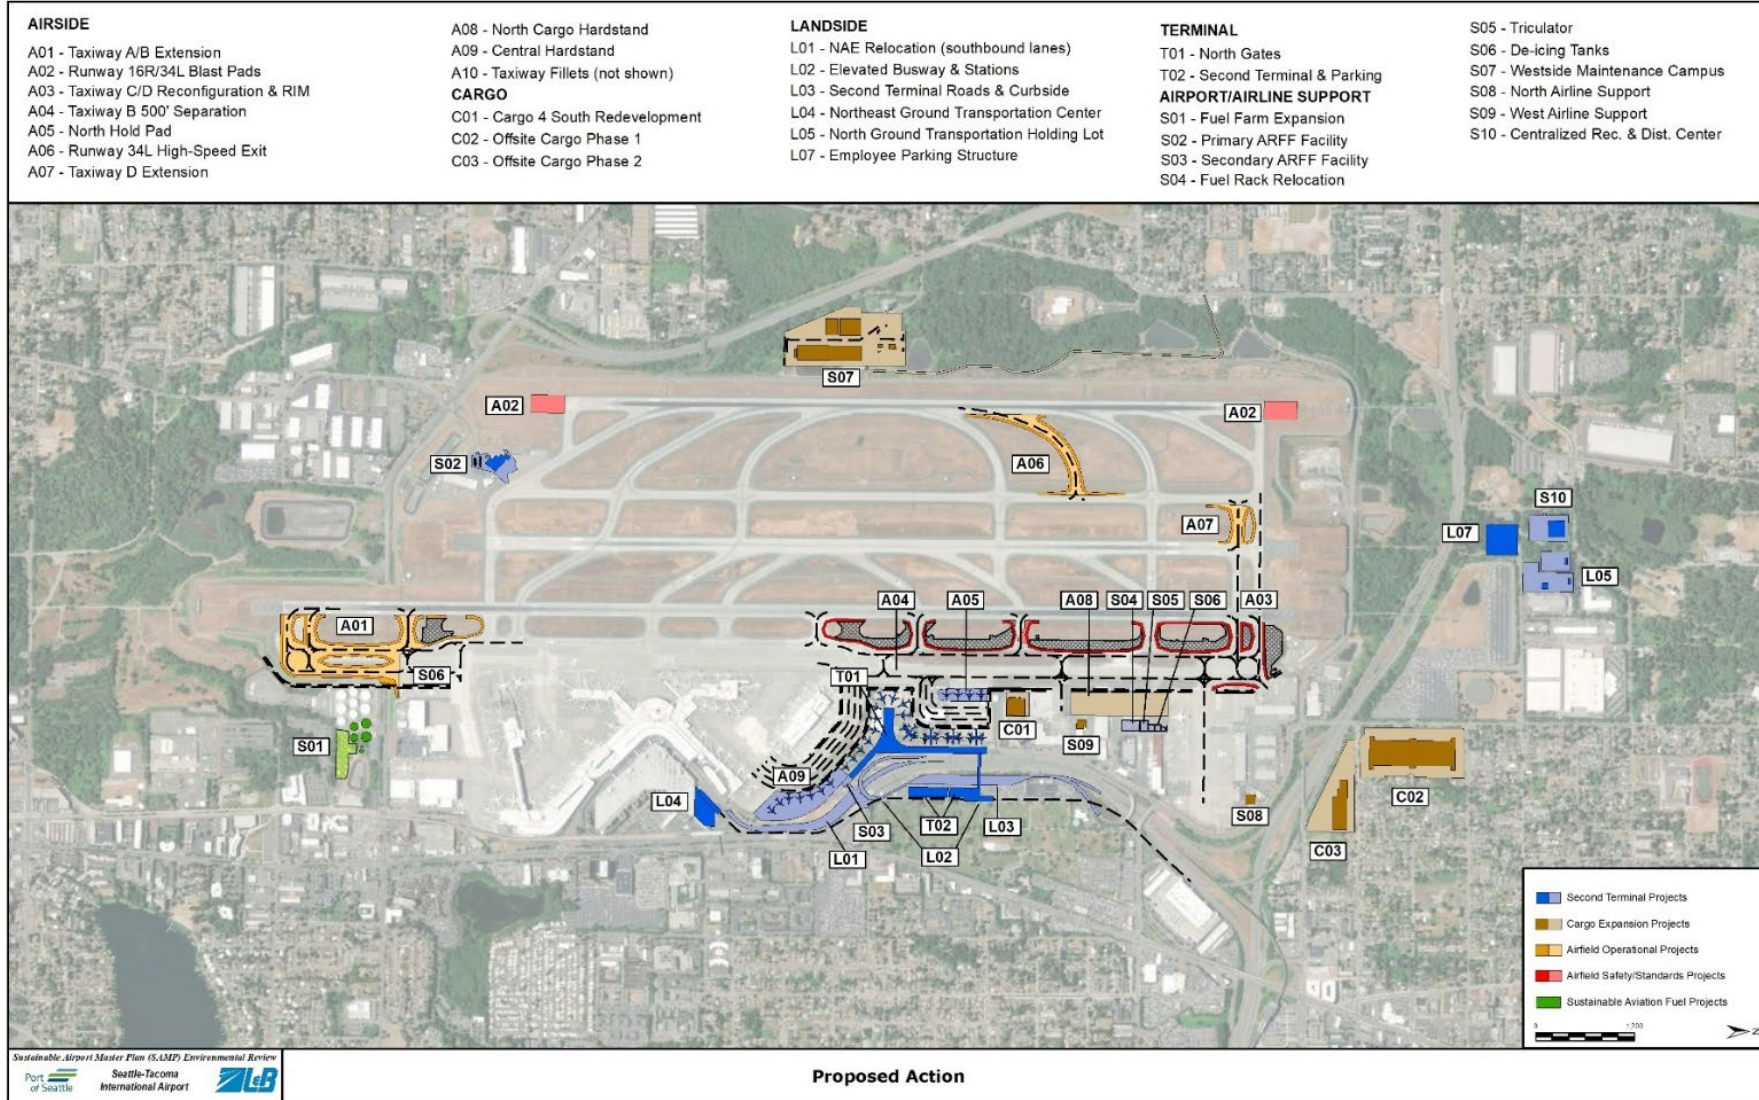 AIRSIDE
A01 - Taxiway A/B Extension
A02 - Runway 16R/34L Blast Pads
A03 - Taxiway C/D Reconfiguration & RIM
A04 - Taxiway B 500' Separation
A05 - North Hold Pad
A06 - Runway 34L High-Speed Exit
A07 - Taxiway D Extension
A08 - North Cargo Hardstand
A09 - Central Hardstand
A10 - Taxiway Fillets (not shown)
CARGO
C01 - Cargo 4 South Redevelopment
C02 - Offsite Cargo Phase 1
C03 - Offsite Cargo Phase 2
LANDSIDE
L01 - NAE Relocation (southbound lanes)
L02 - Elevated Busway & Stations
L03 - Second Terminal Roads & Curbside
L04 - Northeast Ground Transportation Center
L05 - North Ground Transportation Holding Lot
L07 - Employee Parking Structure
TERMINAL
T01 - North Gates
T02 - Second Terminal & Parking
AIRPORT/AIRLINE SUPPORT
S01 - Fuel Farm Expansion
S02 - Primary ARFF Facility
S03 - Secondary ARFF Facility
S04 - Fuel Rack Relocation
S05 - Triculator
S06 - De-icing Tanks
S07 - Westside Maintenance Campus
S08 - North Airline Support
S09 - West Airline Support
S10 - Centralized Rec. & Dist. Center
S07
A02
A02
S02
A06
S10
A07
L07
L05
A04
A05
A08
S04
S05
S06
A03
A01
S06
T01
S01
C01
S09
A09
L04
S03
T02
L03
S08
C02
L01
L02
C03
Second Terminal Projects
Cargo Expansion Projects
Airfield Operational Projects
Airfield Safety/Standards Projects
Sustainable Aviation Fuel Projects
0 1,200
Z
Sustainable Airport Master Plan (SAMP) Environmental Review
Port of Seattle
Seattle-Tacoma
International Airport
L&B
Proposed Action